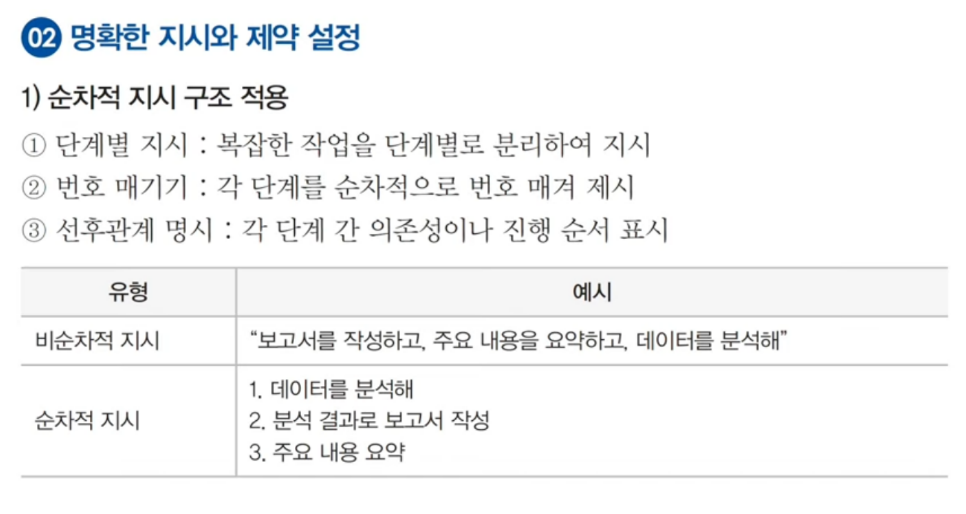 02 명확한 지시와 제약 설정
1) 순차적 지시 구조 적용
① 단계별 지시 : 복잡한 작업을 단계별로 분리하여 지시
② 번호 매기기 : 각 단계를 순차적으로 번호 매겨 제시
③ 선후관계 명시 : 각 단계 간 의존성이나 진행 순서 표시
유형 예시
비순차적 지시 “보고서를 작성하고, 주요 내용을 요약하고, 데이터를 분석해”
순차적 지시
1. 데이터를 분석해
2. 분석 결과로 보고서 작성
3. 주요 내용 요약